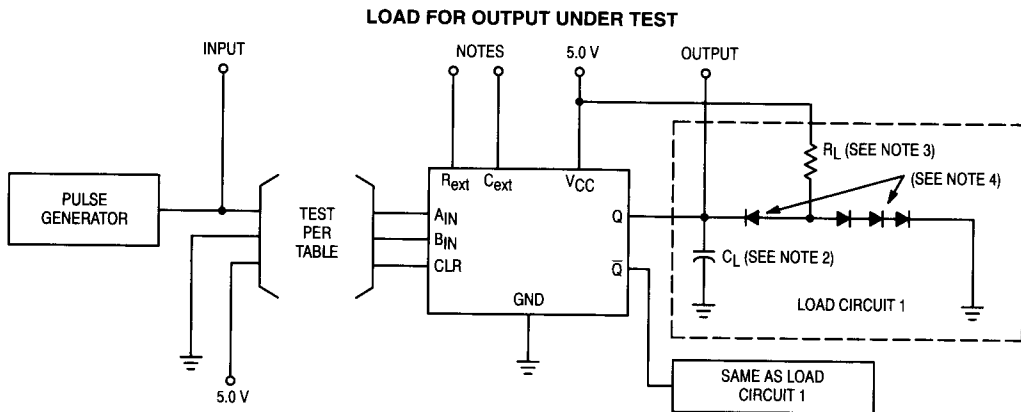 LOAD FOR OUTPUT UNDER TEST
INPUT
NOTES
5.0 V
OUTPUT
RL (SEE NOTE 3)
(SEE NOTE 4)
Rext
Cext
VCC
PULSE
GENERATOR
TEST
PER
TABLE
AIN
BIN
CLR
Q
Q̅
GND
CL (SEE NOTE 2)
LOAD CIRCUIT 1
5.0 V
SAME AS LOAD
CIRCUIT 1